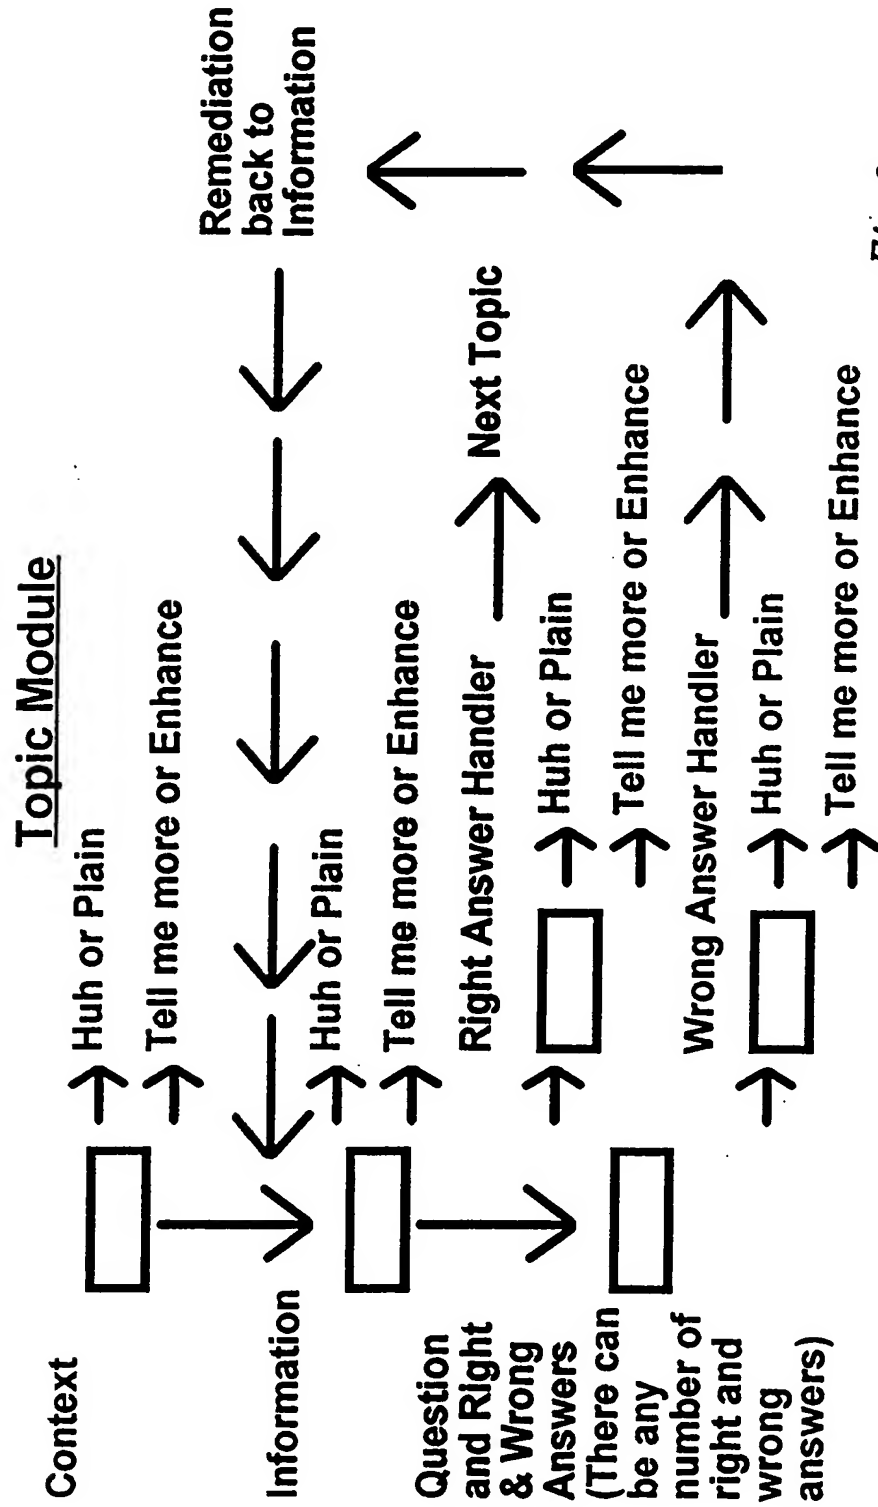 Topic Module
Context
Huh or Plain
Tell me more or Enhance
Remediation
back to
Information
Information
Huh or Plain
Tell me more or Enhance
Question
and Right
& Wrong
Answers
(There can
be any
number of
right and
wrong
answers)
Right Answer Handler
Next Topic
Huh or Plain
Tell me more or Enhance
Wrong Answer Handler
Huh or Plain
Tell me more or Enhance